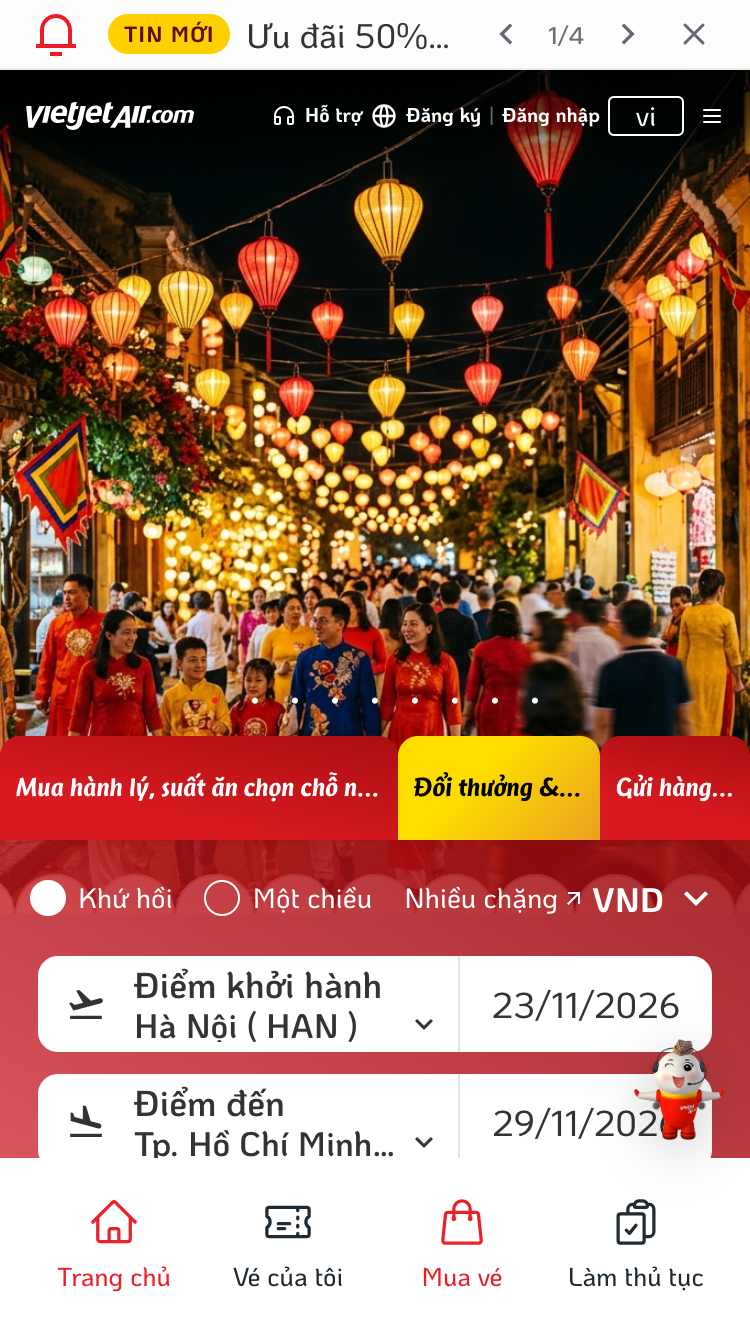 TIN MỚI Ưu đãi 50%... 1/4
vietjetAir.com Hỗ trợ Đăng ký | Đăng nhập vi
Mua hành lý, suất ăn chọn chỗ n... Đổi thưởng &... Gửi hàng...
Khứ hồi Một chiều Nhiều chặng VND
Điểm khởi hành
Hà Nội ( HAN ) 23/11/2026
Điểm đến
Tp. Hồ Chí Minh... 29/11/2026
Trang chủ Vé của tôi Mua vé Làm thủ tục